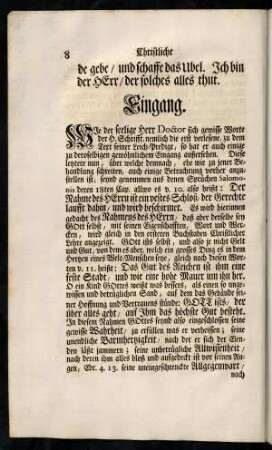 8 Christliche
de gebe / und schaffe das Ubel. Ich bin
der HErr / der solches alles thut.
Eingang.
WIe der seelige Herr Doctor sich gewisse Worte
der H. Schrifft, nemlich die erst verlesene, zu dem
Text seiner Leich-Predigt, so hat er auch einige
zu deroselbigen gewöhnlichem Eingang außersehen. Diese
letztere nun, über welche demnach, ehe wir zu jener Be-
handlung schreiten, auch einige Betrachtung vorher anzu-
stellen ist, seynd genommen aus denen Sprüchen Salomo-
nis deren 18ten Cap. allwo es v. 10. also heißt: Der
Nahme des HErrn ist ein vestes Schloß, der Gerechte
laufft dahin, und wird beschirmet. Es wird hierinnen
gedacht des Nahmens des HErrn, daß aber derselbe sey
GOtt selbst, mit seinen Eigenschafften, Wort und Wer-
cken, wird gleich in den ersteren Buchstaben Christlicher
Lehre angezeigt. GOtt ists selbst, und also je nicht Geld
und Gut, von dem es aber, welch ein grosses Ding es in dem
Hertzen eines Welt-Menschen seye, gleich nach diesen Wor-
ten v. 11. heißt: Das Gut des Reichen ist ihm eine
feste Stadt, und wie eine hohe Maur um ihn her.
O ein Kind GOttes weißt was bessers, als einen so unge-
wissen und betrüglichen Sand, auf dem das Gebäude sei-
ner Hoffnung und Vertrauens stünde: GOTT ists, der
über alles geht, auf Ihm das höchste Gut besteht.
In diesem Nahmen GOttes seynd also eingeschlossen seine
gewisse Wahrheit, zu erfüllen was er verheissen; seine
unendliche Barmhertzigkeit, nach der er sich der Elen-
den läßt jammern; seine unbetrügliche Allwissenheit,
nach deren ihm alles bloß und aufgedeckt ist vor seinen Au-
gen, Ebr. 4. 13. seine uneingeschrenckte Allgegenwart,
nach